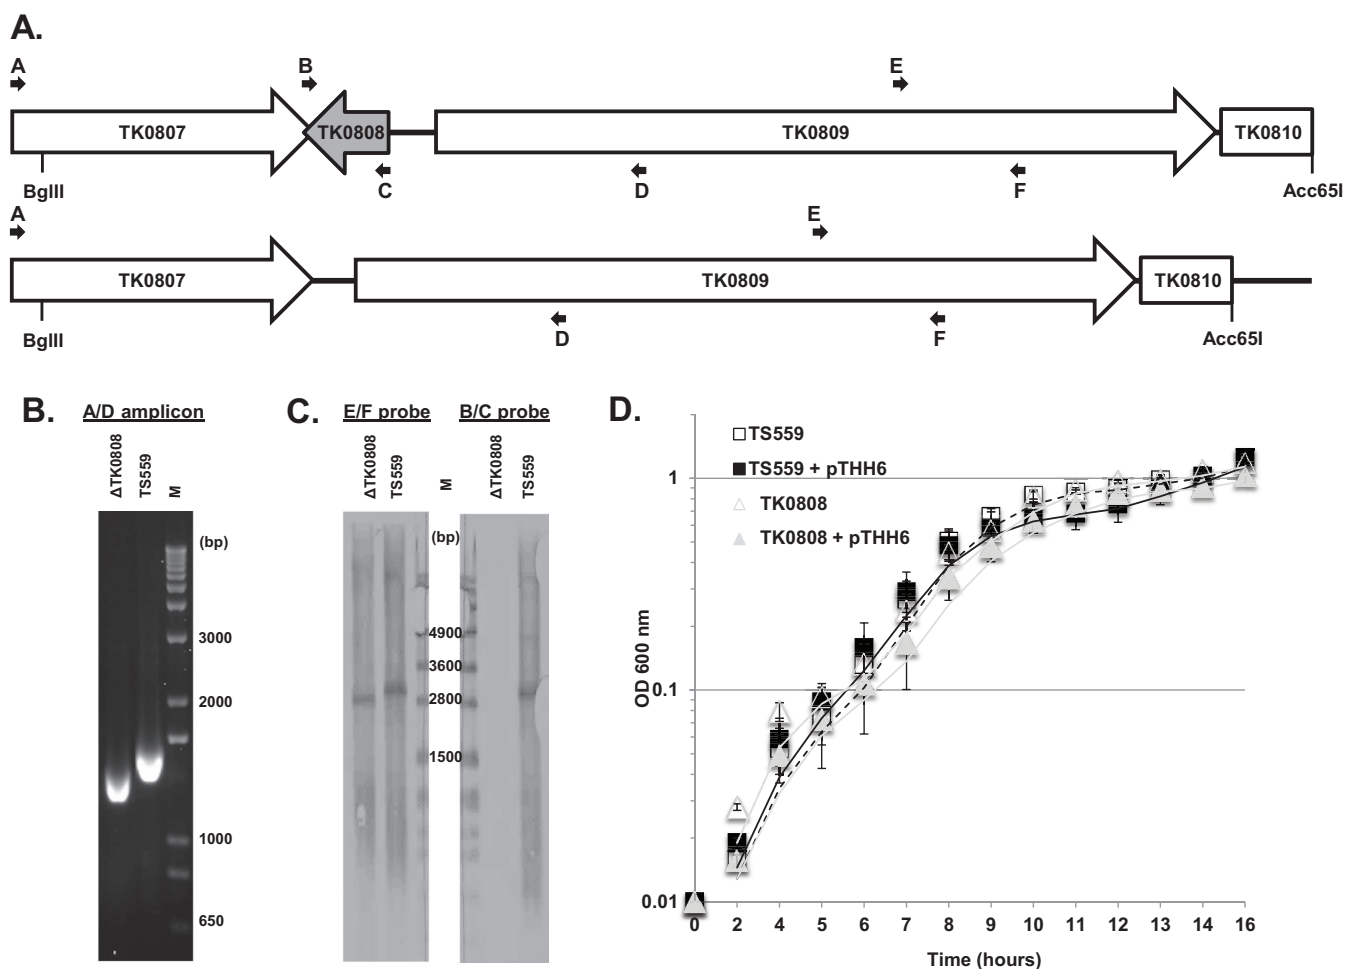 A.
A B E
TK0807 TK0808 TK0809 TK0810
BglII C D F Acc65I
A E
TK0807 TK0809 TK0810
BglII D F Acc65I
B. A/D amplicon
ΔTK0808
TS559
M
(bp)
3000
2000
1000
650
C. E/F probe B/C probe
ΔTK0808
TS559
M
ΔTK0808
TS559
(bp)
4900
3600
2800
1500
D.
TS559
TS559 + pTHH6
TK0808
TK0808 + pTHH6
OD 600 nm
1
0.1
0.01
0 2 4 5 6 7 8 9 10 11 12 13 14 16
Time (hours)